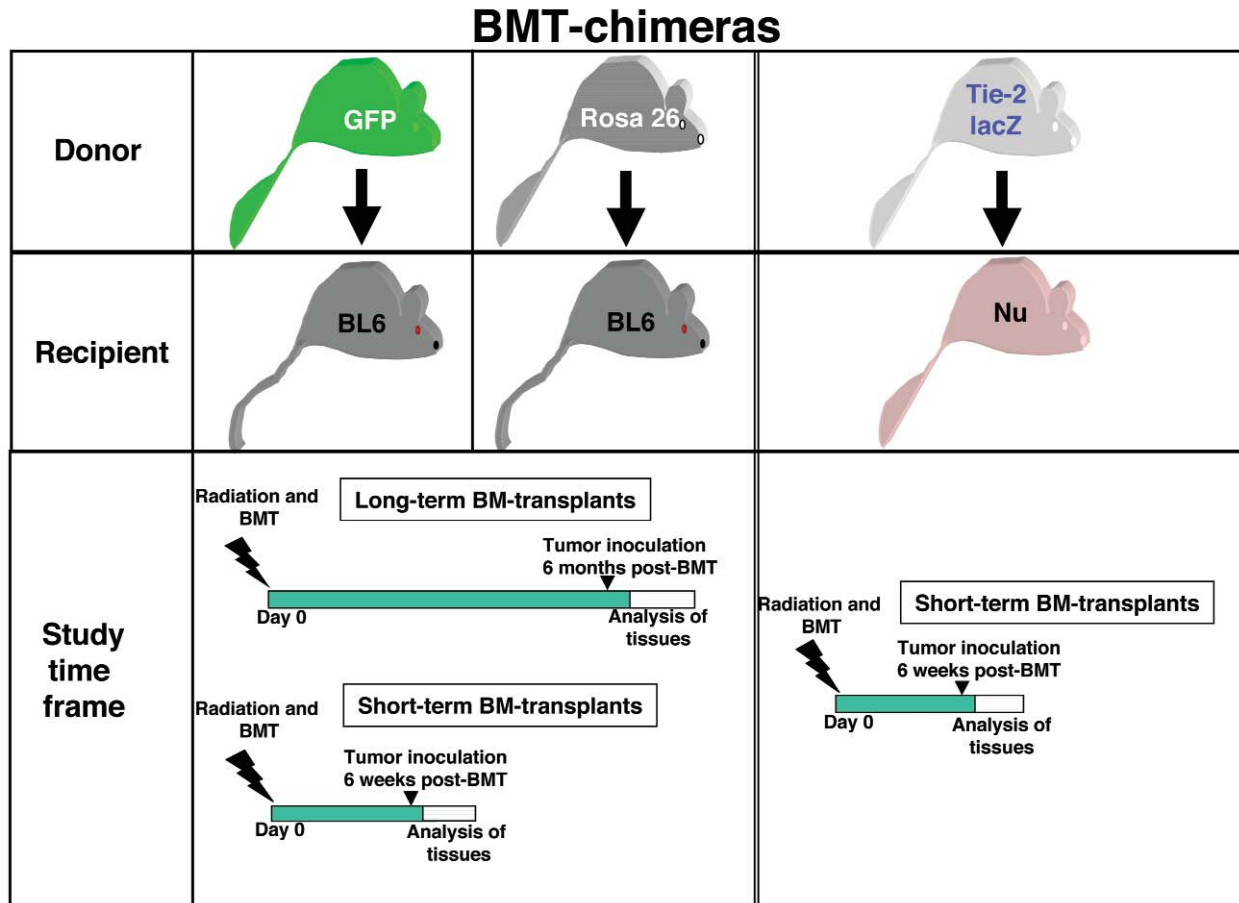 BMT-chimeras
Donor
GFP
Rosa 26
Tie-2
lacZ
Recipient
BL6
BL6
Nu
Study
time
frame
Radiation and
BMT
Long-term BM-transplants
Tumor inoculation
6 months post-BMT
Day 0
Analysis of
tissues
Radiation and
BMT
Short-term BM-transplants
Tumor inoculation
6 weeks post-BMT
Day 0
Analysis of
tissues
Radiation and
BMT
Short-term BM-transplants
Tumor inoculation
6 weeks post-BMT
Day 0
Analysis of
tissues